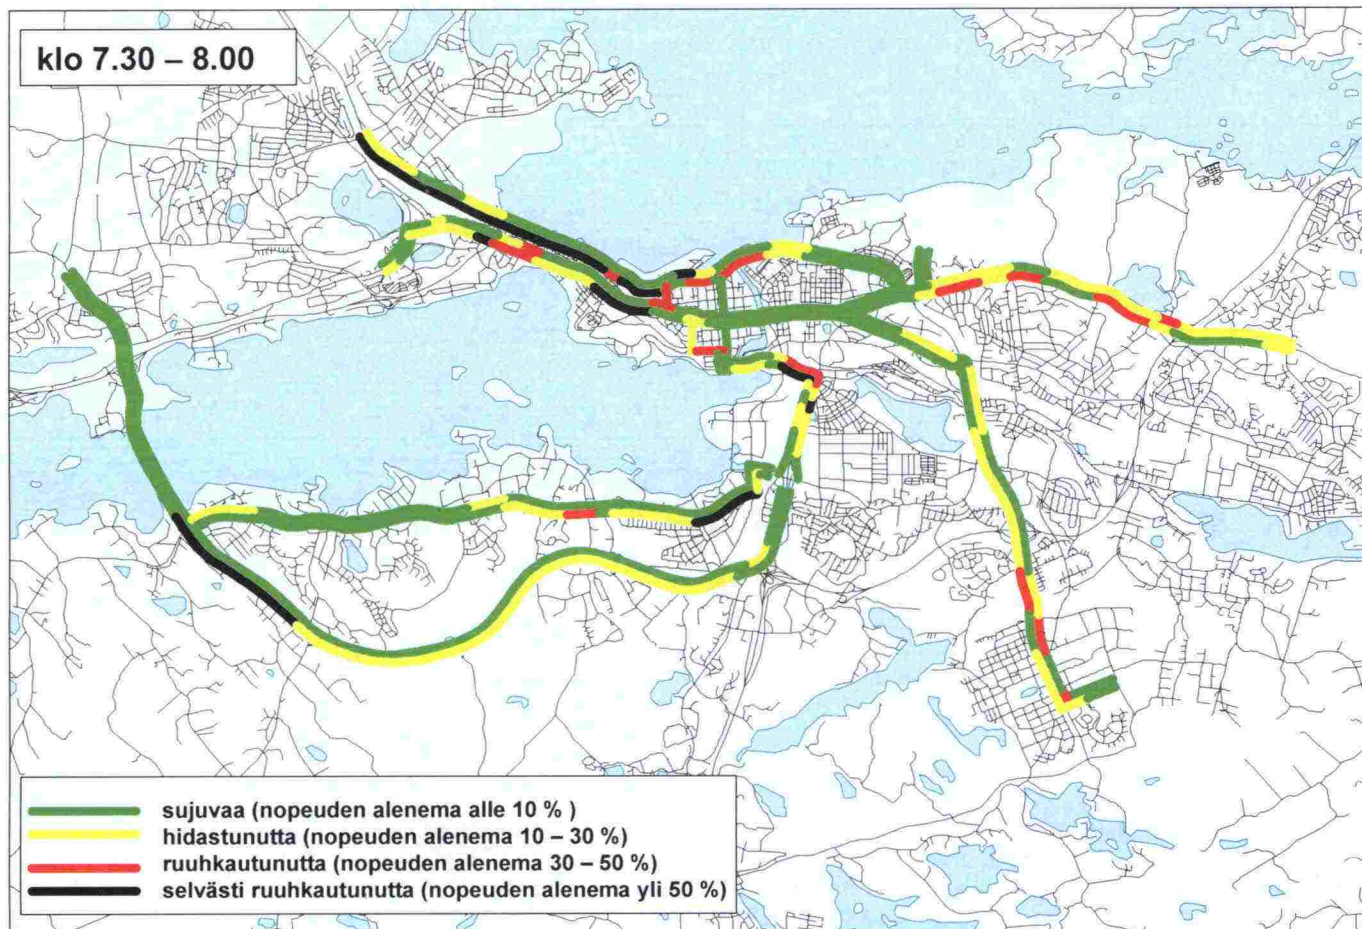 klo 7.30 – 8.00
sujuvaa (nopeuden alenema alle 10 % )
hidastunutta (nopeuden alenema 10 – 30 %)
ruuhkautunutta (nopeuden alenema 30 – 50 %)
selvästi ruuhkautunutta (nopeuden alenema yli 50 %)